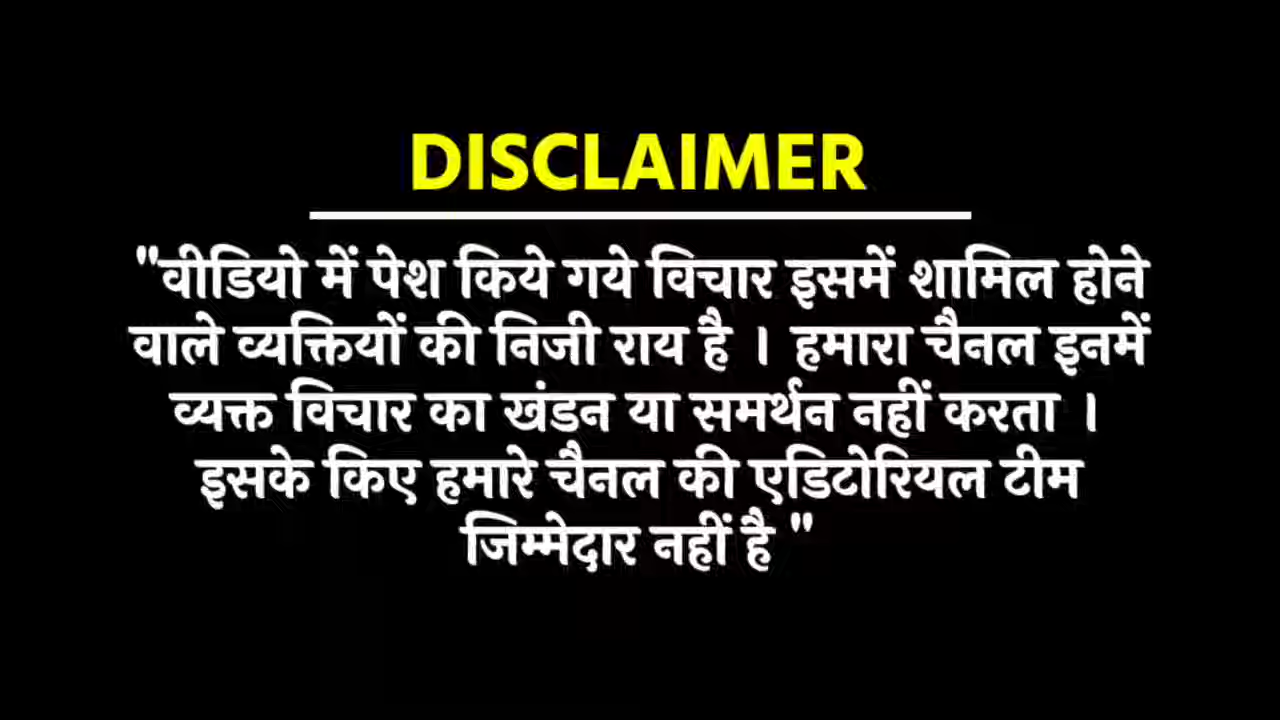 DISCLAIMER
"वीडियो में पेश किये गये विचार इसमें शामिल होने
वाले व्यक्तियों की निजी राय है । हमारा चैनल इनमें
व्यक्त विचार का खंडन या समर्थन नहीं करता ।
इसके किए हमारे चैनल की एडिटोरियल टीम
जिम्मेदार नहीं है "